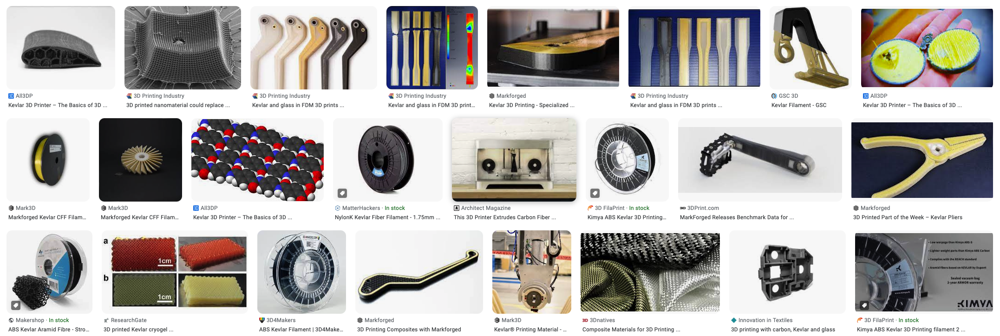 All3DP
Kevlar 3D Printer – The Basics of 3D ...
3D Printing Industry
3D printed nanomaterial could replace ...
3D Printing Industry
Kevlar and glass in FDM 3D prints ...
3D Printing Industry
Kevlar and glass in FDM 3D print...
Markforged
Kevlar 3D Printing - Specialized ...
3D Printing Industry
Kevlar and glass in FDM 3D prints ...
GSC 3D
Kevlar Filament - GSC
All3DP
Kevlar 3D Printer – The Basics of 3D ...
Mark3D
Markforged Kevlar CFF Filam...
Mark3D
Markforged Kevlar CFF Filam...
All3DP
Kevlar 3D Printer – The Basics of 3D ...
MatterHackers · In stock
NylonK Kevlar Fiber Filament - 1.75mm ...
Architect Magazine
This 3D Printer Extrudes Carbon Fiber ...
3D FilaPrint · In stock
Kimya ABS Kevlar 3D Printing...
3DPrint.com
MarkForged Releases Benchmark Data for ...
Markforged
3D Printed Part of the Week – Kevlar Pliers
a
1cm
b
1cm
3D-MAKERS.COM
• Low warpage than Kimya ABS-S
• Lighter-weight parts than Kimya ABS Carbon
• Complies with the REACH standard
• Aramid fibers based on KEVLAR by Dupont
Sealed vacuum bag
2-year ARMOR warranty
KIMYA
Makershop · In stock
ABS Kevlar Aramid Fibre - Stro...
ResearchGate
3D printed Kevlar cryogel ...
3D4Makers
ABS Kevlar Filament | 3D4Make...
Markforged
3D Printing Composites with Markforged
Mark3D
Kevlar® Printing Material - ...
3Dnatives
Composite Materials for 3D Printing ...
Innovation in Textiles
3D printing with carbon, Kevlar and glass
3D FilaPrint · In stock
Kimya ABS Kevlar 3D Printing filament 2 ...